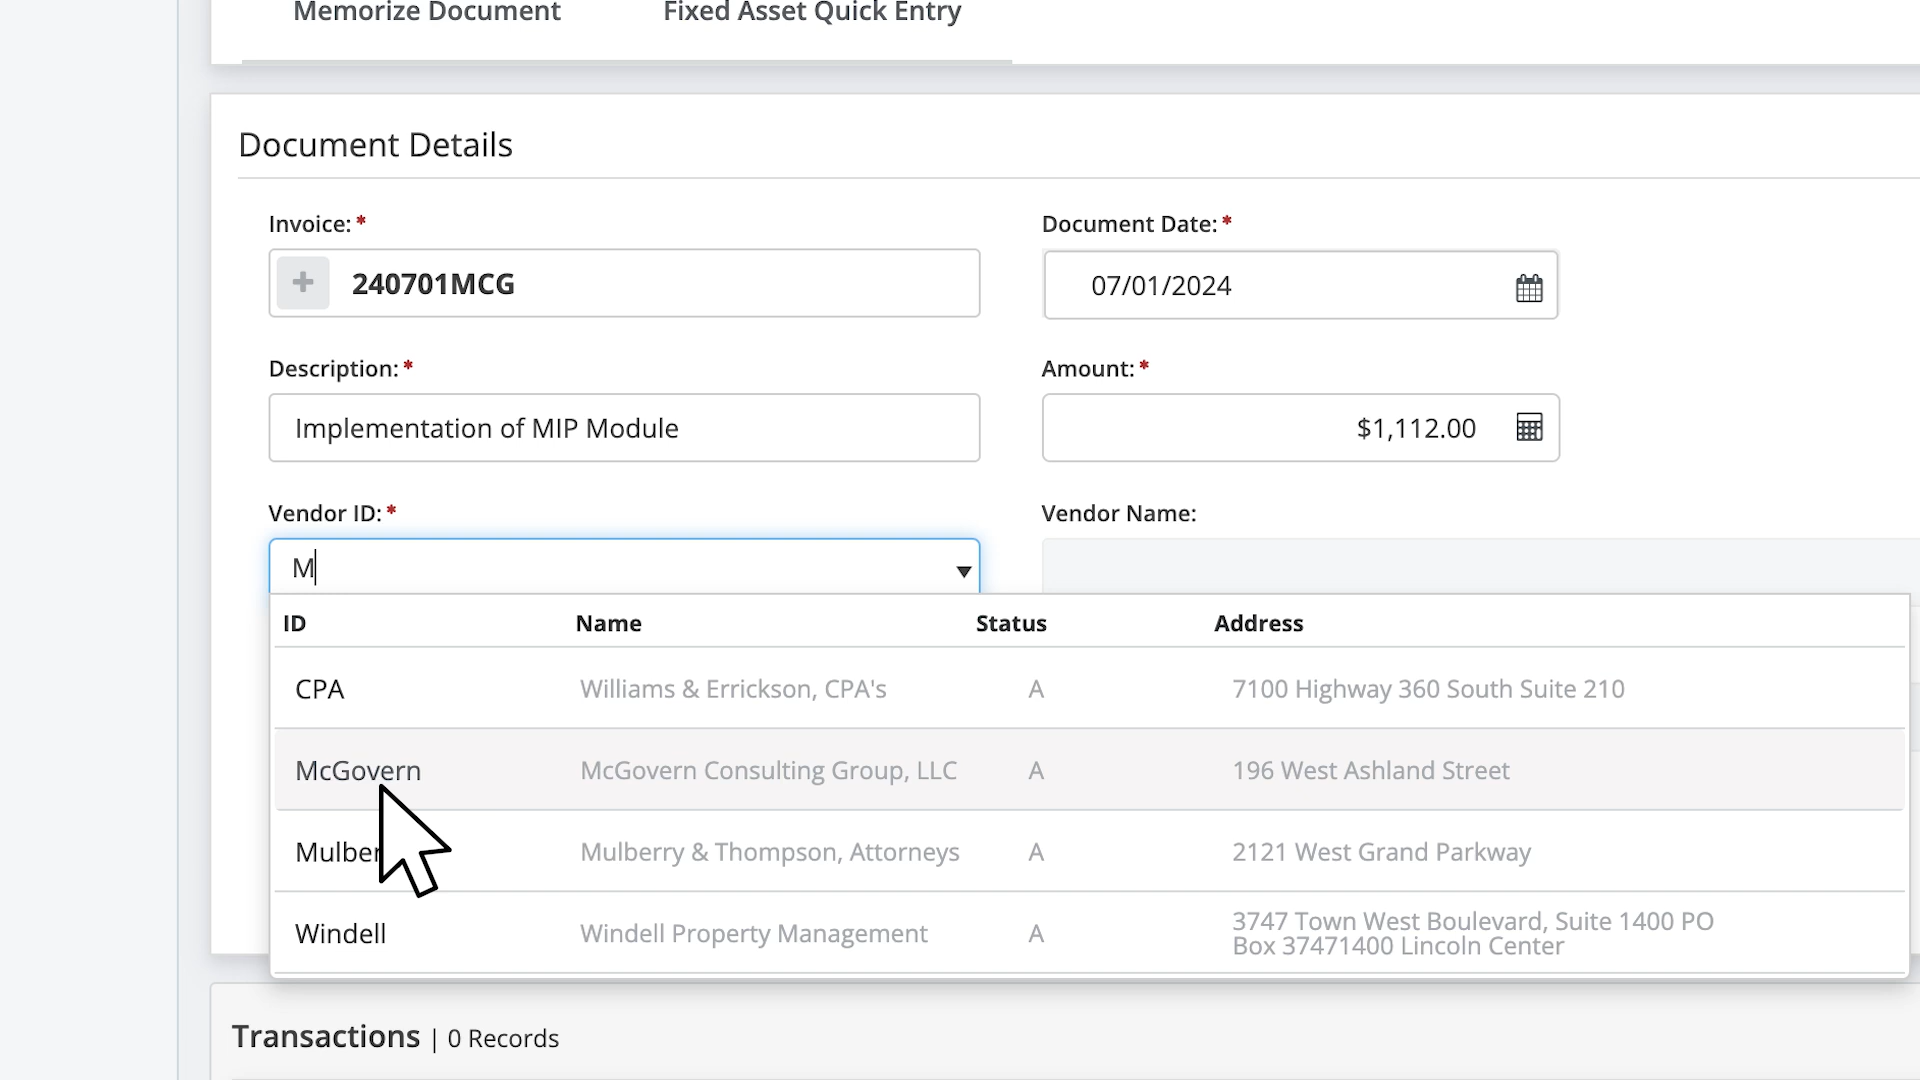 Memorize Document Fixed Asset Quick Entry
Document Details
Invoice: * Document Date: *
240701MCG 07/01/2024
Description: * Amount: *
Implementation of MIP Module $1,112.00
Vendor ID: * Vendor Name:
M
ID Name Status Address
CPA Williams & Errickson, CPA's A 7100 Highway 360 South Suite 210
McGovern McGovern Consulting Group, LLC A 196 West Ashland Street
Mulber Mulberry & Thompson, Attorneys A 2121 West Grand Parkway
Windell Windell Property Management A 3747 Town West Boulevard, Suite 1400 PO
Box 37471400 Lincoln Center
Transactions | 0 Records